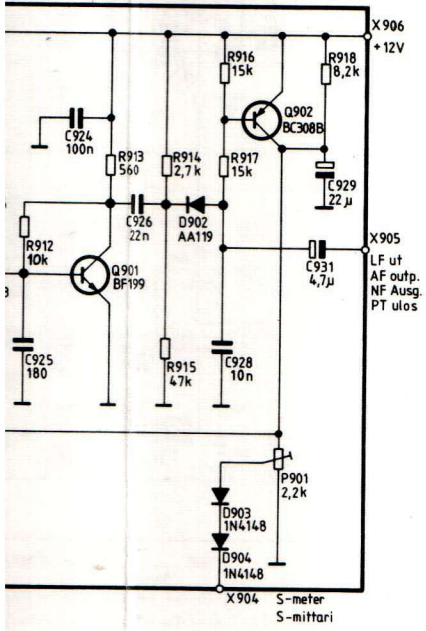 X906
+12V
R916
15k
R918
8,2k
Q902
BC308B
C924
100n
R913
560
R914
2,7k
R917
15k
C929
22µ
C926
22n
D902
AA119
X905
LF ut
AF outp.
NF Ausg.
PT ulos
C931
4,7µ
R912
10k
Q901
BF199
C925
180
R915
47k
C928
10n
P901
2,2k
D903
1N4148
D904
1N4148
X904
S-meter
S-mittari